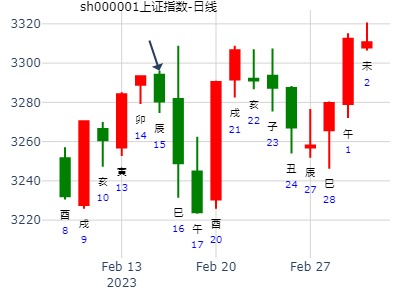 sh000001上证指数-日线
3320
3300
3280
3260
3240
3220
酉
8
戌
9
亥
10
寅
13
卯
14
辰
15
巳
16
午
17
酉
20
戌
21
亥
22
子
23
丑
24
辰
27
巳
28
午
1
未
2
Feb 13
2023
Feb 20
Feb 27